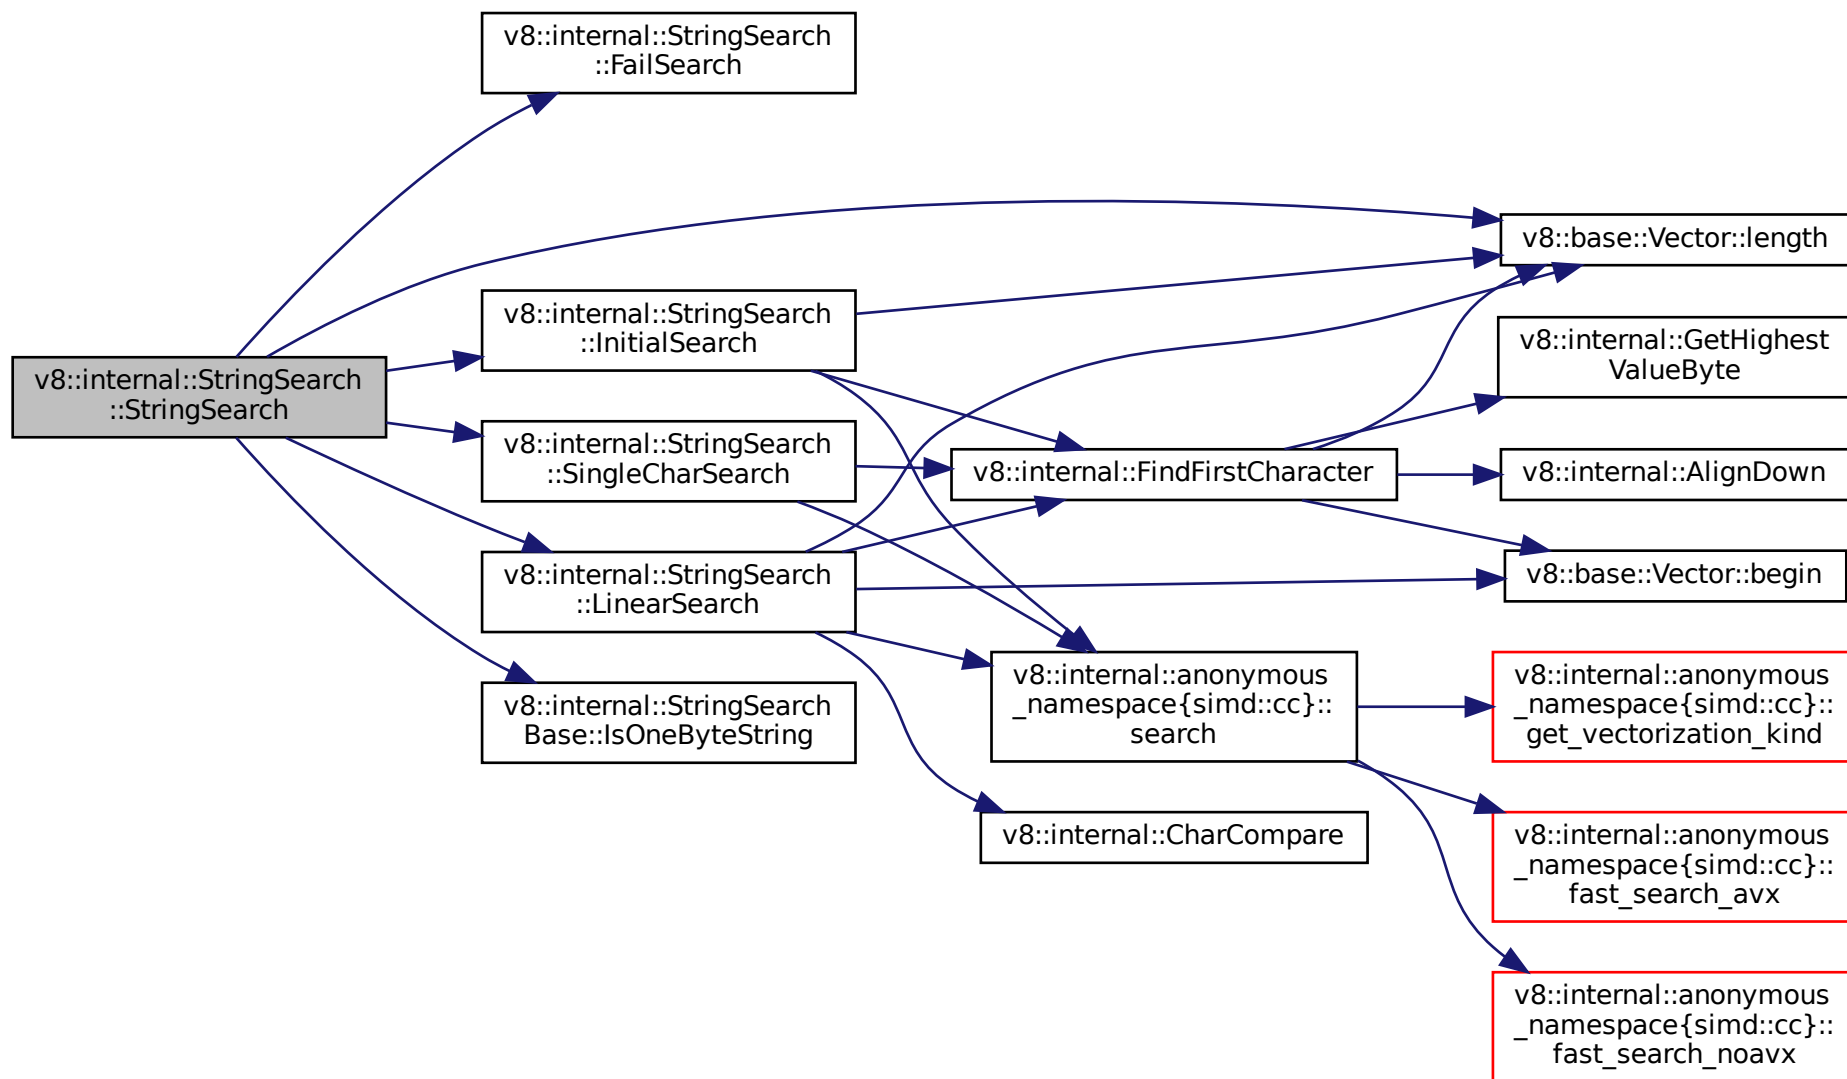 v8::internal::StringSearch
::StringSearch
v8::internal::StringSearch
::FailSearch
v8::internal::StringSearch
::InitialSearch
v8::internal::StringSearch
::SingleCharSearch
v8::internal::StringSearch
::LinearSearch
v8::internal::StringSearch
Base::IsOneByteString
v8::internal::FindFirstCharacter
v8::internal::anonymous
_namespace{simd::cc}::
search
v8::internal::CharCompare
v8::base::Vector::length
v8::internal::GetHighest
ValueByte
v8::internal::AlignDown
v8::base::Vector::begin
v8::internal::anonymous
_namespace{simd::cc}::
get_vectorization_kind
v8::internal::anonymous
_namespace{simd::cc}::
fast_search_avx
v8::internal::anonymous
_namespace{simd::cc}::
fast_search_noavx